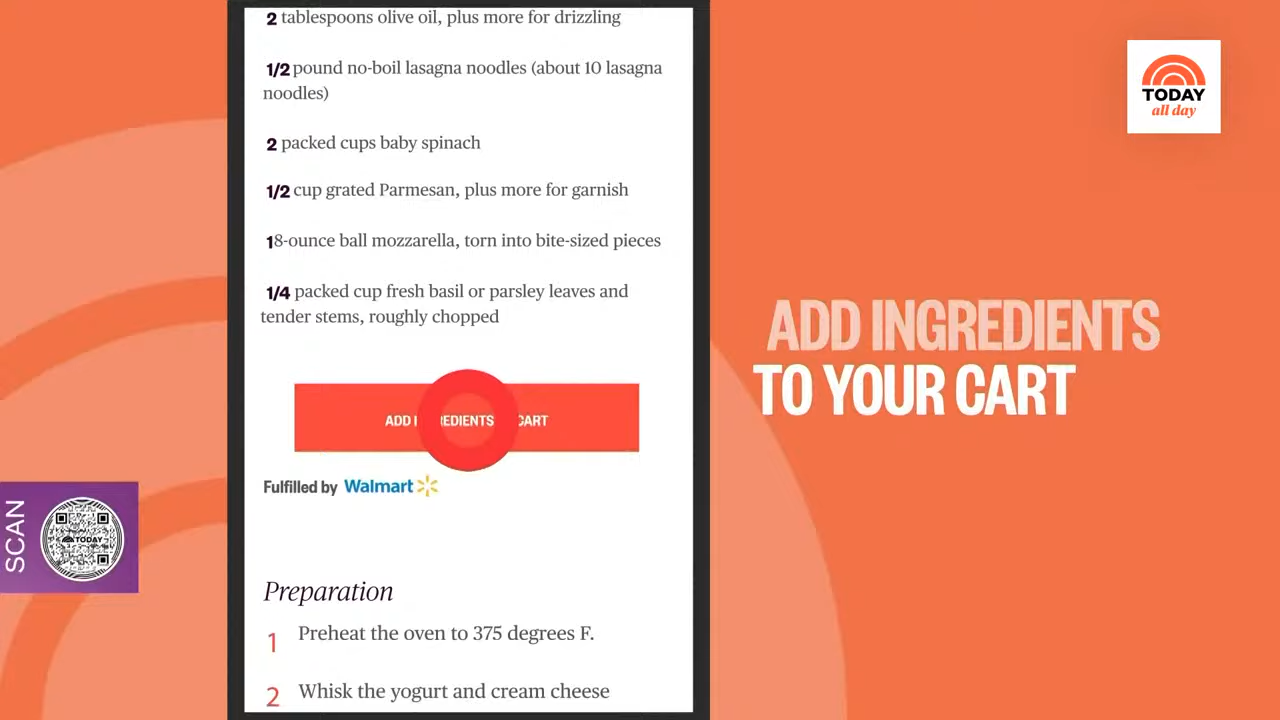 2 tablespoons olive oil, plus more for drizzling
1/2 pound no-boil lasagna noodles (about 10 lasagna
noodles)
2 packed cups baby spinach
1/2 cup grated Parmesan, plus more for garnish
1 8-ounce ball mozzarella, torn into bite-sized pieces
1/4 packed cup fresh basil or parsley leaves and
tender stems, roughly chopped
ADD I REDIENTS CART
Fulfilled by Walmart
Preparation
1 Preheat the oven to 375 degrees F.
2 Whisk the yogurt and cream cheese
ADD INGREDIENTS
TO YOUR CART
TODAY
all day
SCAN
TODAY